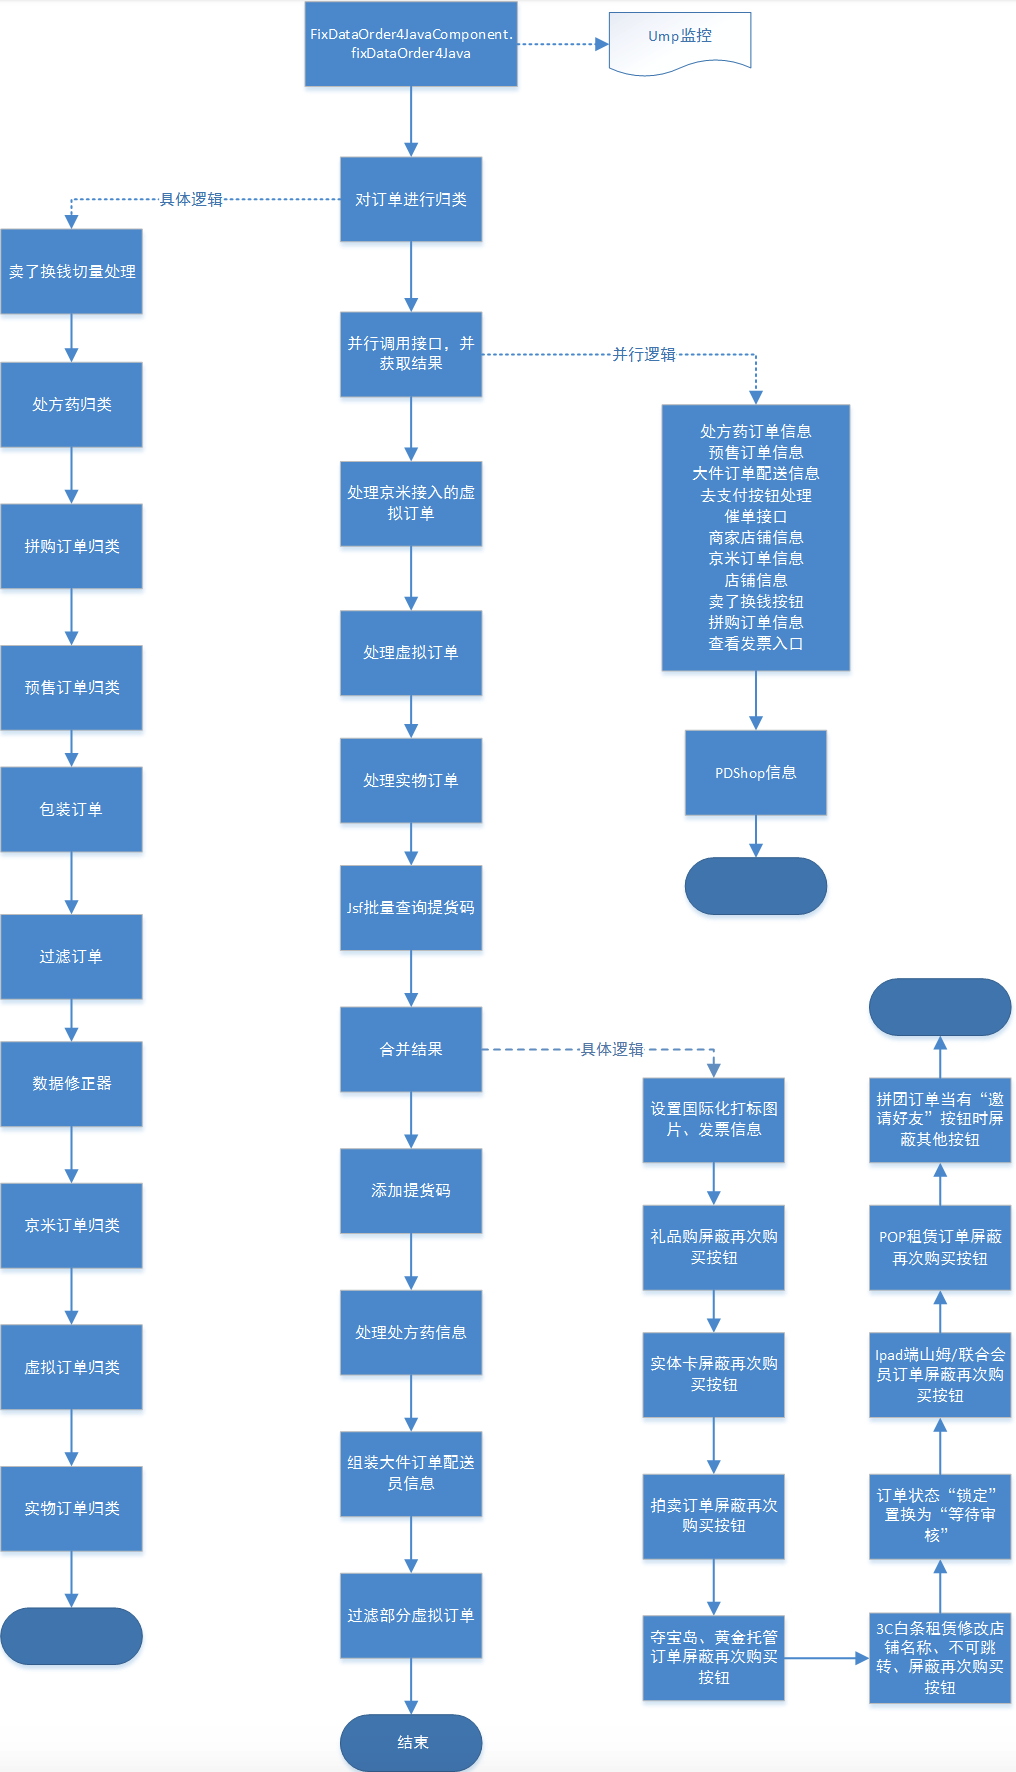 FixDataOrder4JavaComponent.
fixDataOrder4Java
Ump监控
对订单进行归类
具体逻辑
卖了换钱切量处理
处方药归类
拼购订单归类
预售订单归类
包装订单
过滤订单
数据修正器
京米订单归类
虚拟订单归类
实物订单归类
并行调用接口，并
获取结果
并行逻辑
处方药订单信息
预售订单信息
大件订单配送信息
去支付按钮处理
催单接口
商家店铺信息
京米订单信息
店铺信息
卖了换钱按钮
拼购订单信息
查看发票入口
PDShop信息
处理京米接入的虚
拟订单
处理虚拟订单
处理实物订单
Jsf批量查询提货码
合并结果
具体逻辑
设置国际化打标图
片、发票信息
礼品购屏蔽再次购
买按钮
实体卡屏蔽再次购
买按钮
拍卖订单屏蔽再次
购买按钮
夺宝岛、黄金托管
订单屏蔽再次购买
按钮
3C白条租赁修改店
铺名称、不可跳
转、屏蔽再次购买
按钮
订单状态“锁定”
置换为“等待审
核”
Ipad端山姆/联合会
员订单屏蔽再次购
买按钮
POP租赁订单屏蔽
再次购买按钮
拼团订单当有“邀
请好友”按钮时屏
蔽其他按钮
添加提货码
处理处方药信息
组装大件订单配送
员信息
过滤部分虚拟订单
结束